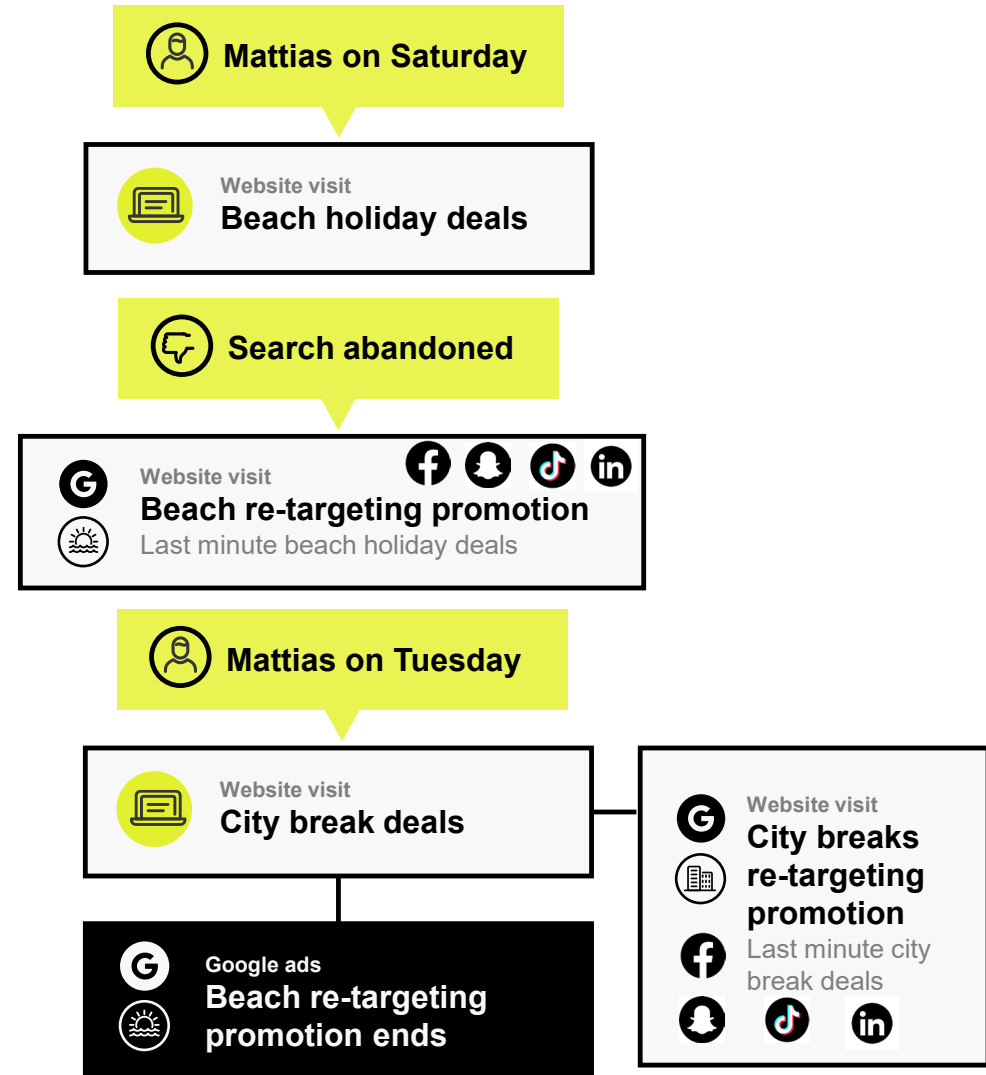 Mattias on Saturday
Website visit
Beach holiday deals
Search abandoned
Website visit
Beach re-targeting promotion
Last minute beach holiday deals
Mattias on Tuesday
Website visit
City break deals
Website visit
City breaks
re-targeting
promotion
Last minute city
break deals
Google ads
Beach re-targeting
promotion ends